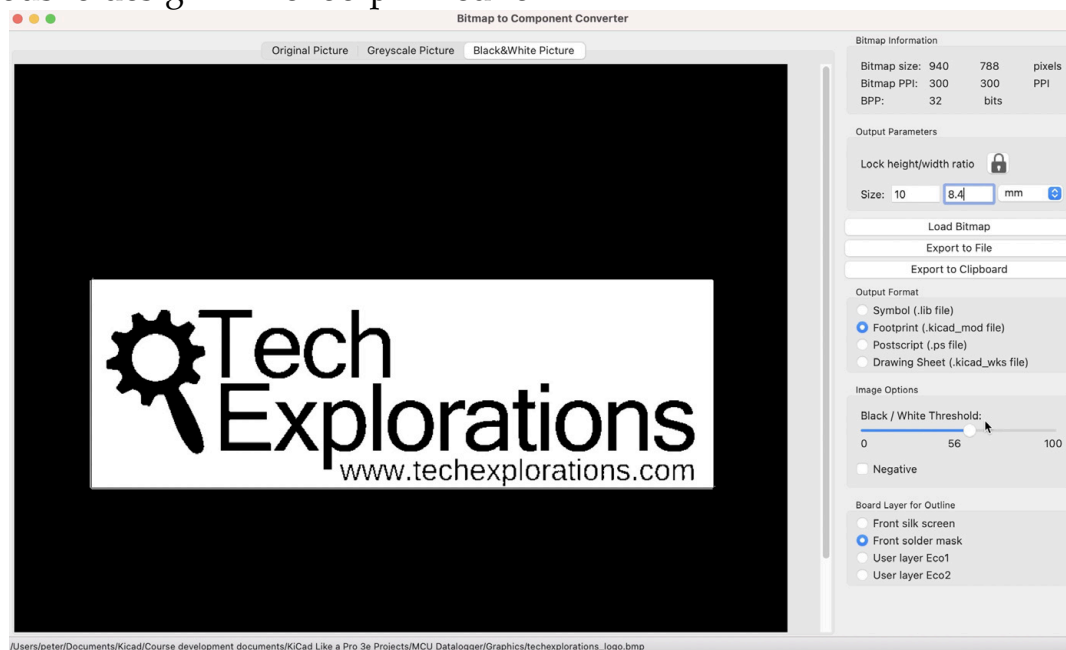 Bitmap to Component Converter
Original Picture Greyscale Picture Black&White Picture
Tech
Explorations
www.techexplorations.com
Bitmap Information
Bitmap size: 940 788 pixels
Bitmap PPI: 300 300 PPI
BPP: 32 bits
Output Parameters
Lock height/width ratio
Size: 10 8.4 mm
Load Bitmap
Export to File
Export to Clipboard
Output Format
Symbol (.lib file)
Footprint (.kicad_mod file)
Postscript (.ps file)
Drawing Sheet (.kicad_wks file)
Image Options
Black / White Threshold:
0 56 100
Negative
Board Layer for Outline
Front silk screen
Front solder mask
User layer Eco1
User layer Eco2
/Users/peter/Documents/Kicad/Course development documents/KiCad Like a Pro 3e Projects/MCU Datalogger/Graphics/techexplorations_logo.bmp